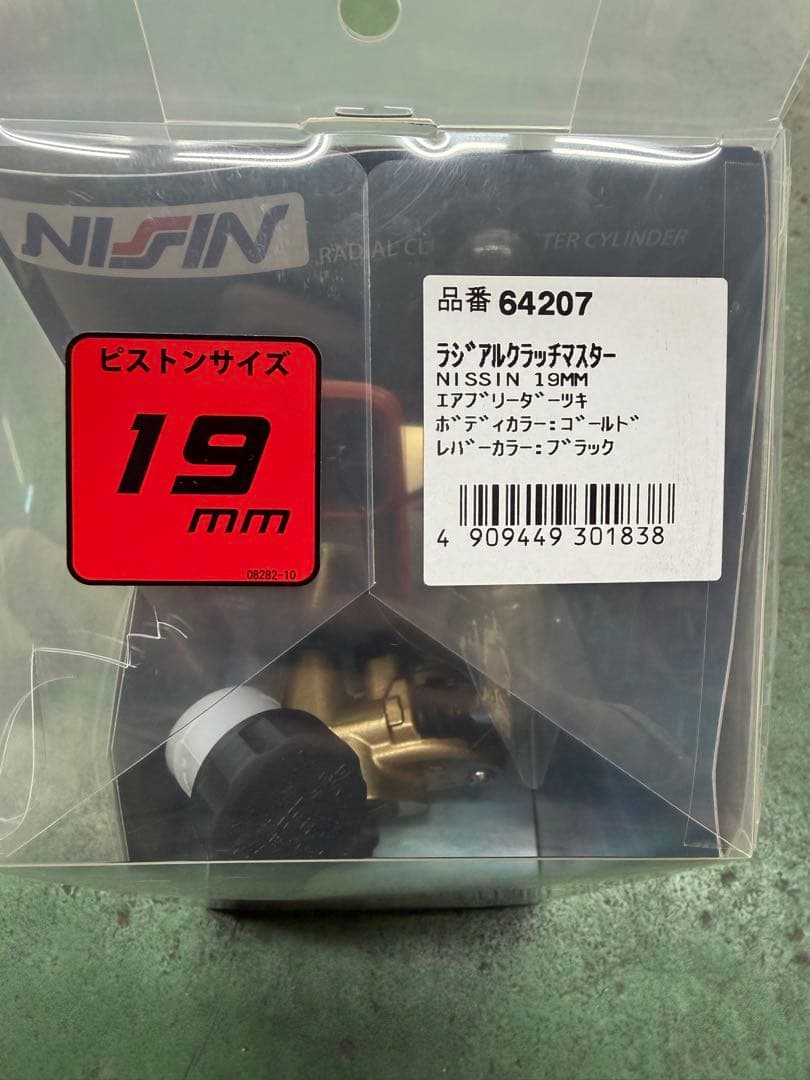 NISSIN
RADIAL CL TER CYLINDER
ピストンサイズ
19
mm
08282-10
品番 64207
ﾗｼﾞｱﾙｸﾗｯﾁﾏｽﾀｰ
NISSIN 19MM
ｴｱﾌﾞﾘｰﾀﾞｰﾂｷ
ﾎﾞﾃﾞｨｶﾗｰ:ｺﾞｰﾙﾄﾞ
ﾚﾊﾞｰｶﾗｰ:ﾌﾞﾗｯｸ
4 909449 301838